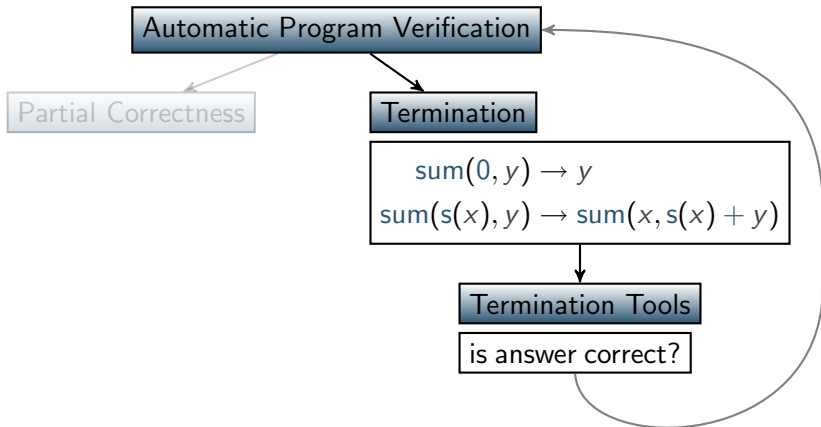 Automatic Program Verification
Partial Correctness
Termination
sum(0, y) → y
sum(s(x), y) → sum(x, s(x) + y)
Termination Tools
is answer correct?